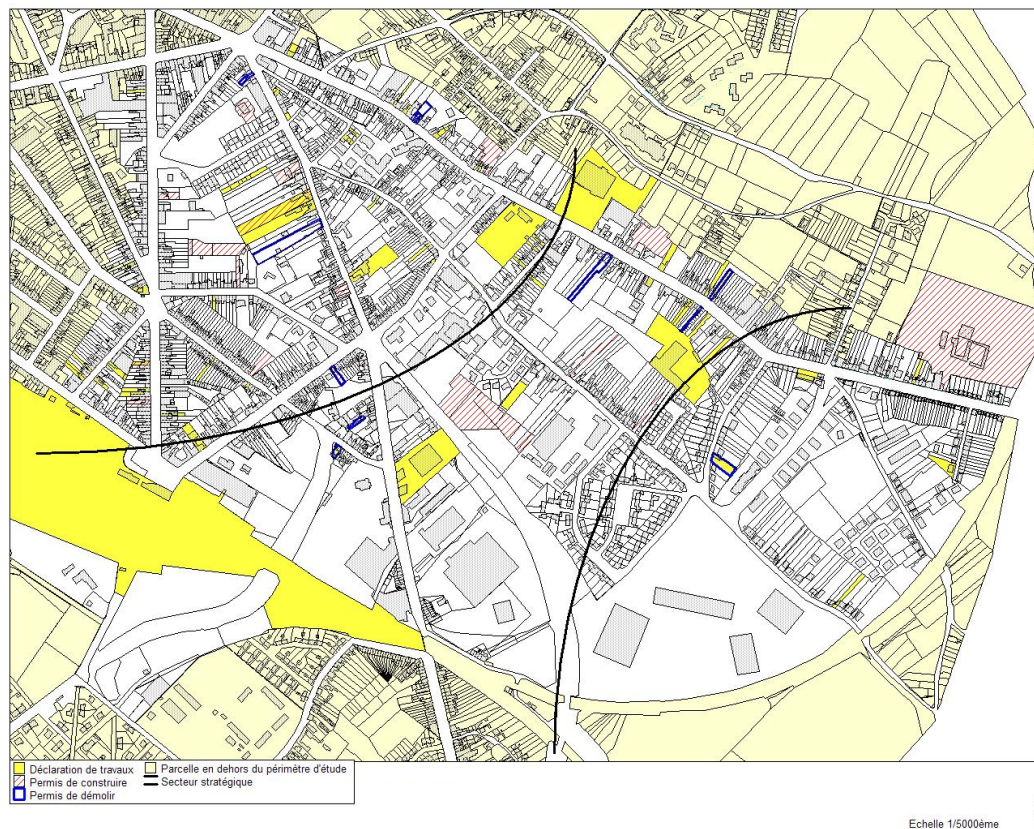 Déclaration de travaux
Parcelle en dehors du périmètre d'étude
Permis de construire
Secteur stratégique
Permis de démolir
Echelle 1/5000ème